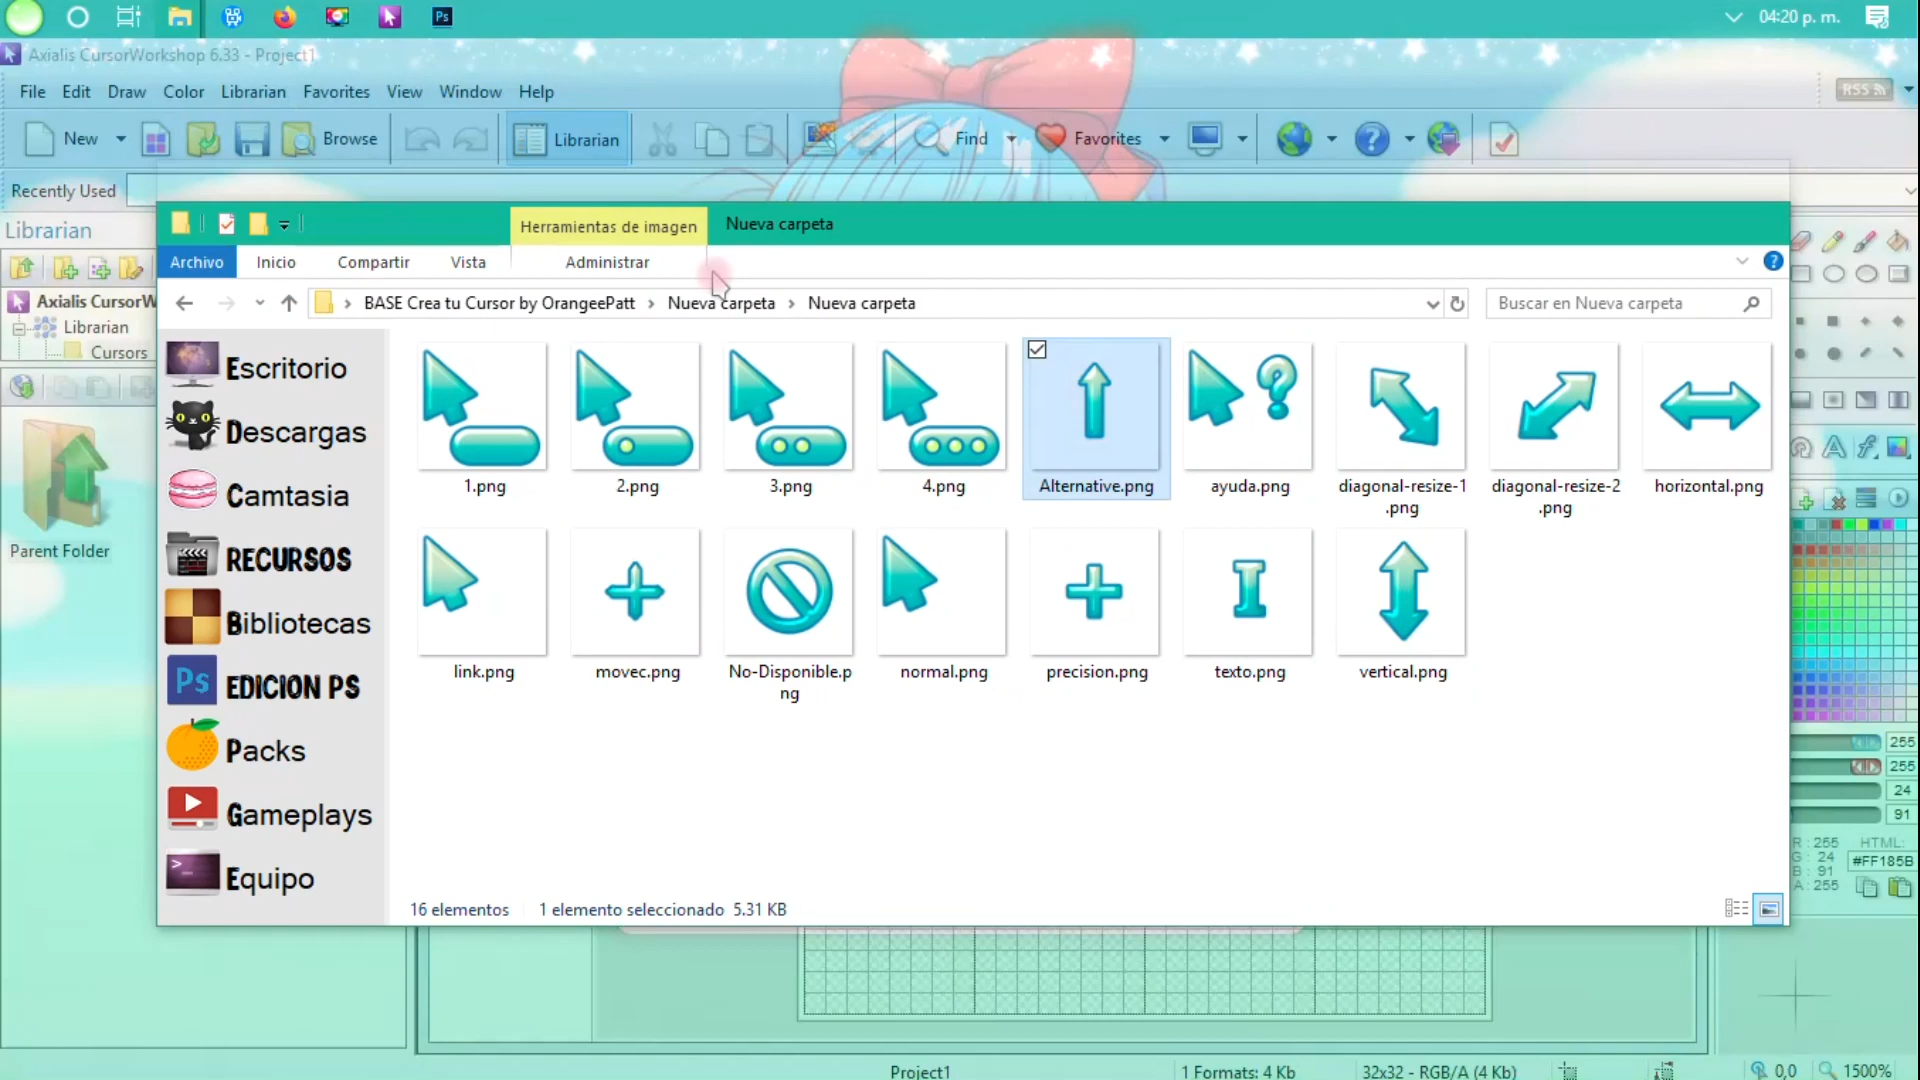 04:20 p. m.
Ps
Axialis CursorWorkshop 6.33 - Project1
File Edit Draw Color Librarian Favorites View Window Help
RSS
New Browse Librarian Find Favorites
Recently Used
Librarian
Herramientas de imagen Nueva carpeta
Archivo Inicio Compartir Vista Administrar
BASE Crea tu Cursor by OrangeePatt Nueva carpeta Nueva carpeta
Buscar en Nueva carpeta
Axialis CursorW
Librarian
Cursors
Parent Folder
Escritorio
Descargas
Camtasia
RECURSOS
Bibliotecas
Ps EDICION PS
Packs
Gameplays
Equipo
1.png 2.png 3.png 4.png Alternative.png ayuda.png diagonal-resize-1
.png diagonal-resize-2
.png horizontal.png
link.png movec.png No-Disponible.p
ng normal.png precision.png texto.png vertical.png
255
255
24
91
R : 255 HTML:
G : 24 #FF185B
B : 91
A : 255
16 elementos 1 elemento seleccionado 5.31 KB
Project1 1 Formats: 4 Kb 32x32 - RGB/A (4 Kb) 0,0 1500%